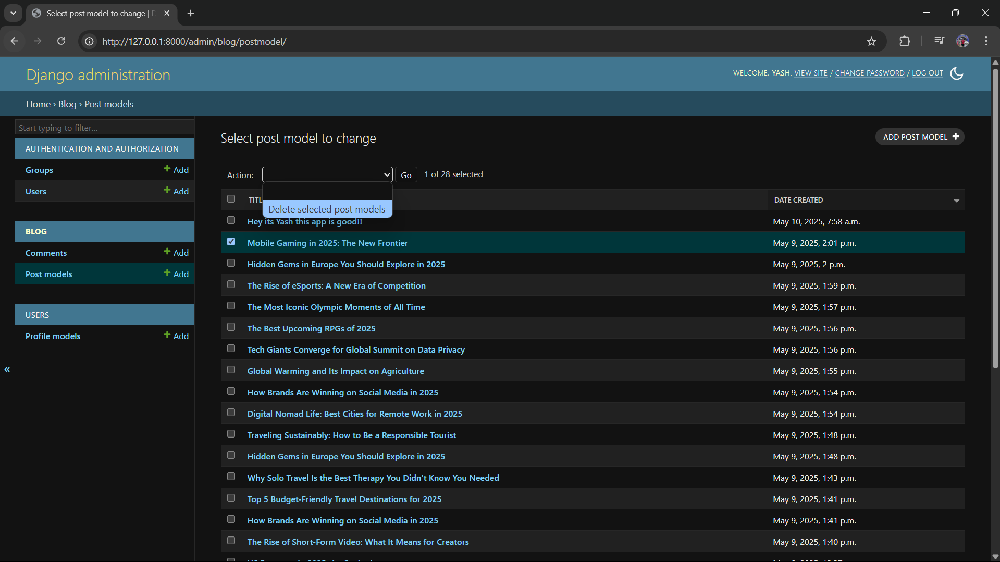 Select post model to change | D
http://127.0.0.1:8000/admin/blog/postmodel/
Django administration
WELCOME, YASH. VIEW SITE / CHANGE PASSWORD / LOG OUT
Home › Blog › Post models
Start typing to filter...
AUTHENTICATION AND AUTHORIZATION
Groups + Add
Users + Add
BLOG
Comments + Add
Post models + Add
USERS
Profile models + Add
«
Select post model to change
ADD POST MODEL +
Action: --------- Go 1 of 28 selected
---------
Delete selected post models
TITL DATE CREATED
Hey its Yash this app is good!! May 10, 2025, 7:58 a.m.
Mobile Gaming in 2025: The New Frontier May 9, 2025, 2:01 p.m.
Hidden Gems in Europe You Should Explore in 2025 May 9, 2025, 2 p.m.
The Rise of eSports: A New Era of Competition May 9, 2025, 1:59 p.m.
The Most Iconic Olympic Moments of All Time May 9, 2025, 1:57 p.m.
The Best Upcoming RPGs of 2025 May 9, 2025, 1:56 p.m.
Tech Giants Converge for Global Summit on Data Privacy May 9, 2025, 1:56 p.m.
Global Warming and Its Impact on Agriculture May 9, 2025, 1:55 p.m.
How Brands Are Winning on Social Media in 2025 May 9, 2025, 1:54 p.m.
Digital Nomad Life: Best Cities for Remote Work in 2025 May 9, 2025, 1:54 p.m.
Traveling Sustainably: How to Be a Responsible Tourist May 9, 2025, 1:48 p.m.
Hidden Gems in Europe You Should Explore in 2025 May 9, 2025, 1:48 p.m.
Why Solo Travel Is the Best Therapy You Didn't Know You Needed May 9, 2025, 1:43 p.m.
Top 5 Budget-Friendly Travel Destinations for 2025 May 9, 2025, 1:41 p.m.
How Brands Are Winning on Social Media in 2025 May 9, 2025, 1:41 p.m.
The Rise of Short-Form Video: What It Means for Creators May 9, 2025, 1:40 p.m.